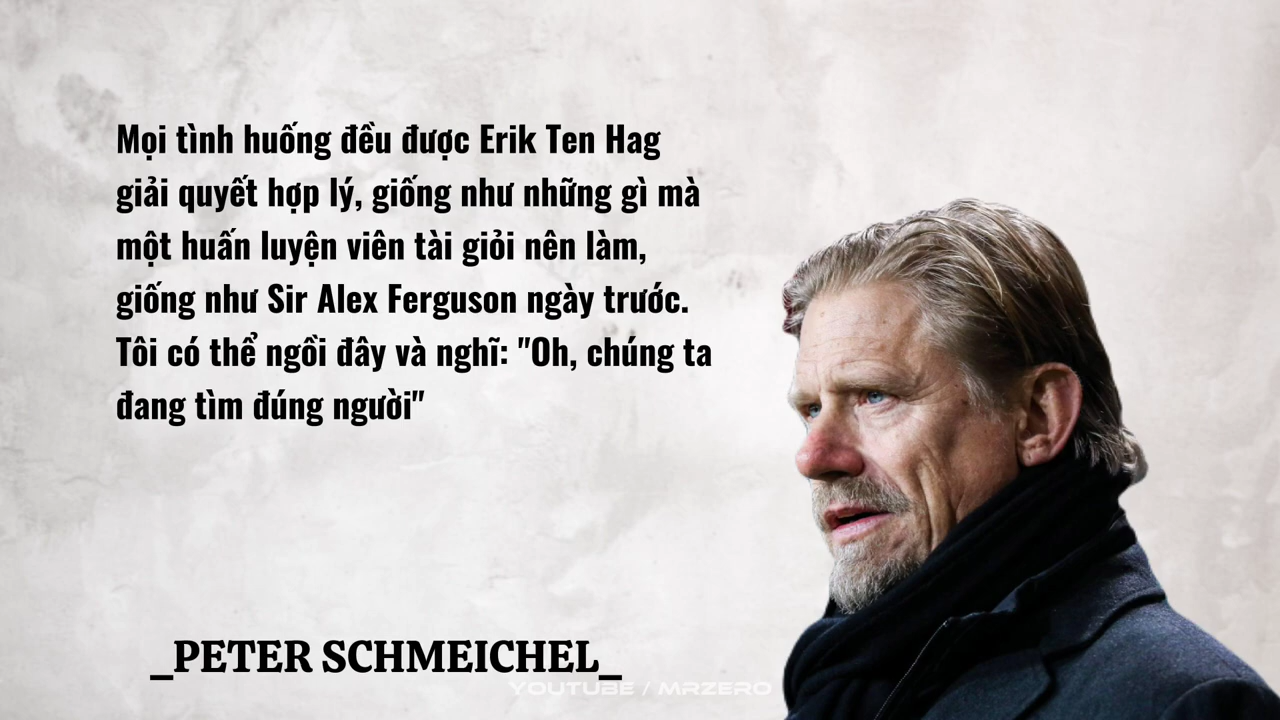 Mọi tình huống đều được Erik Ten Hag
giải quyết hợp lý, giống như những gì mà
một huấn luyện viên tài giỏi nên làm,
giống như Sir Alex Ferguson ngày trước.
Tôi có thể ngồi đây và nghĩ: "Oh, chúng ta
đang tìm đúng người"
_PETER SCHMEICHEL_
YOUTUBE / MRZERO